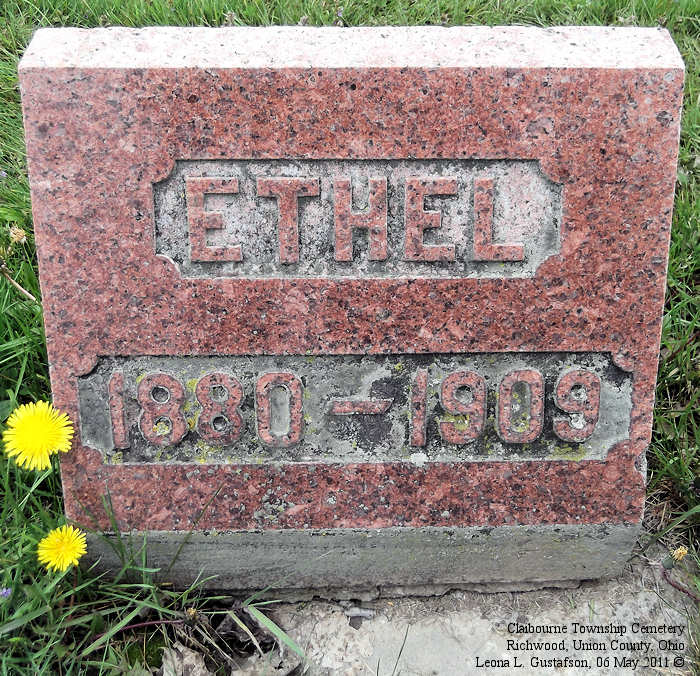 ETHEL
1880-1909
Claibourne Township Cemetery
Richwood, Union County, Ohio
Leona L. Gustafson, 06 May 2011 ©